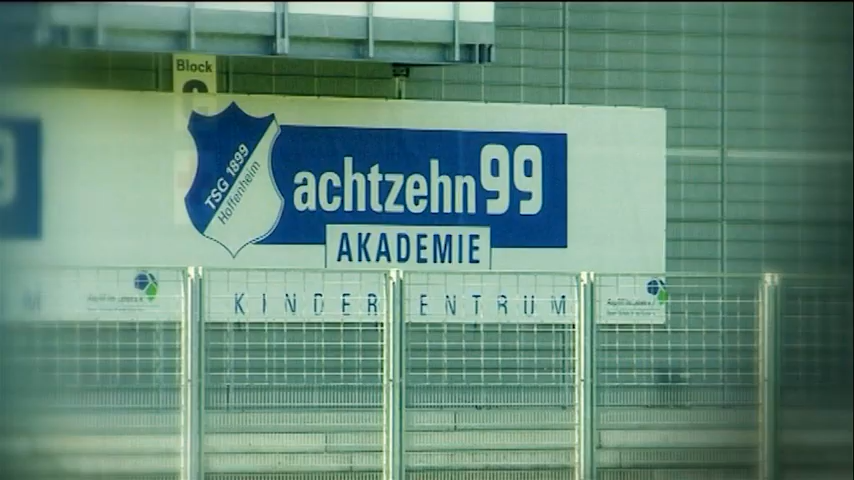 Block
TSG 1899
Hoffenheim
achtzehn99
AKADEMIE
KINDERZENTRUM